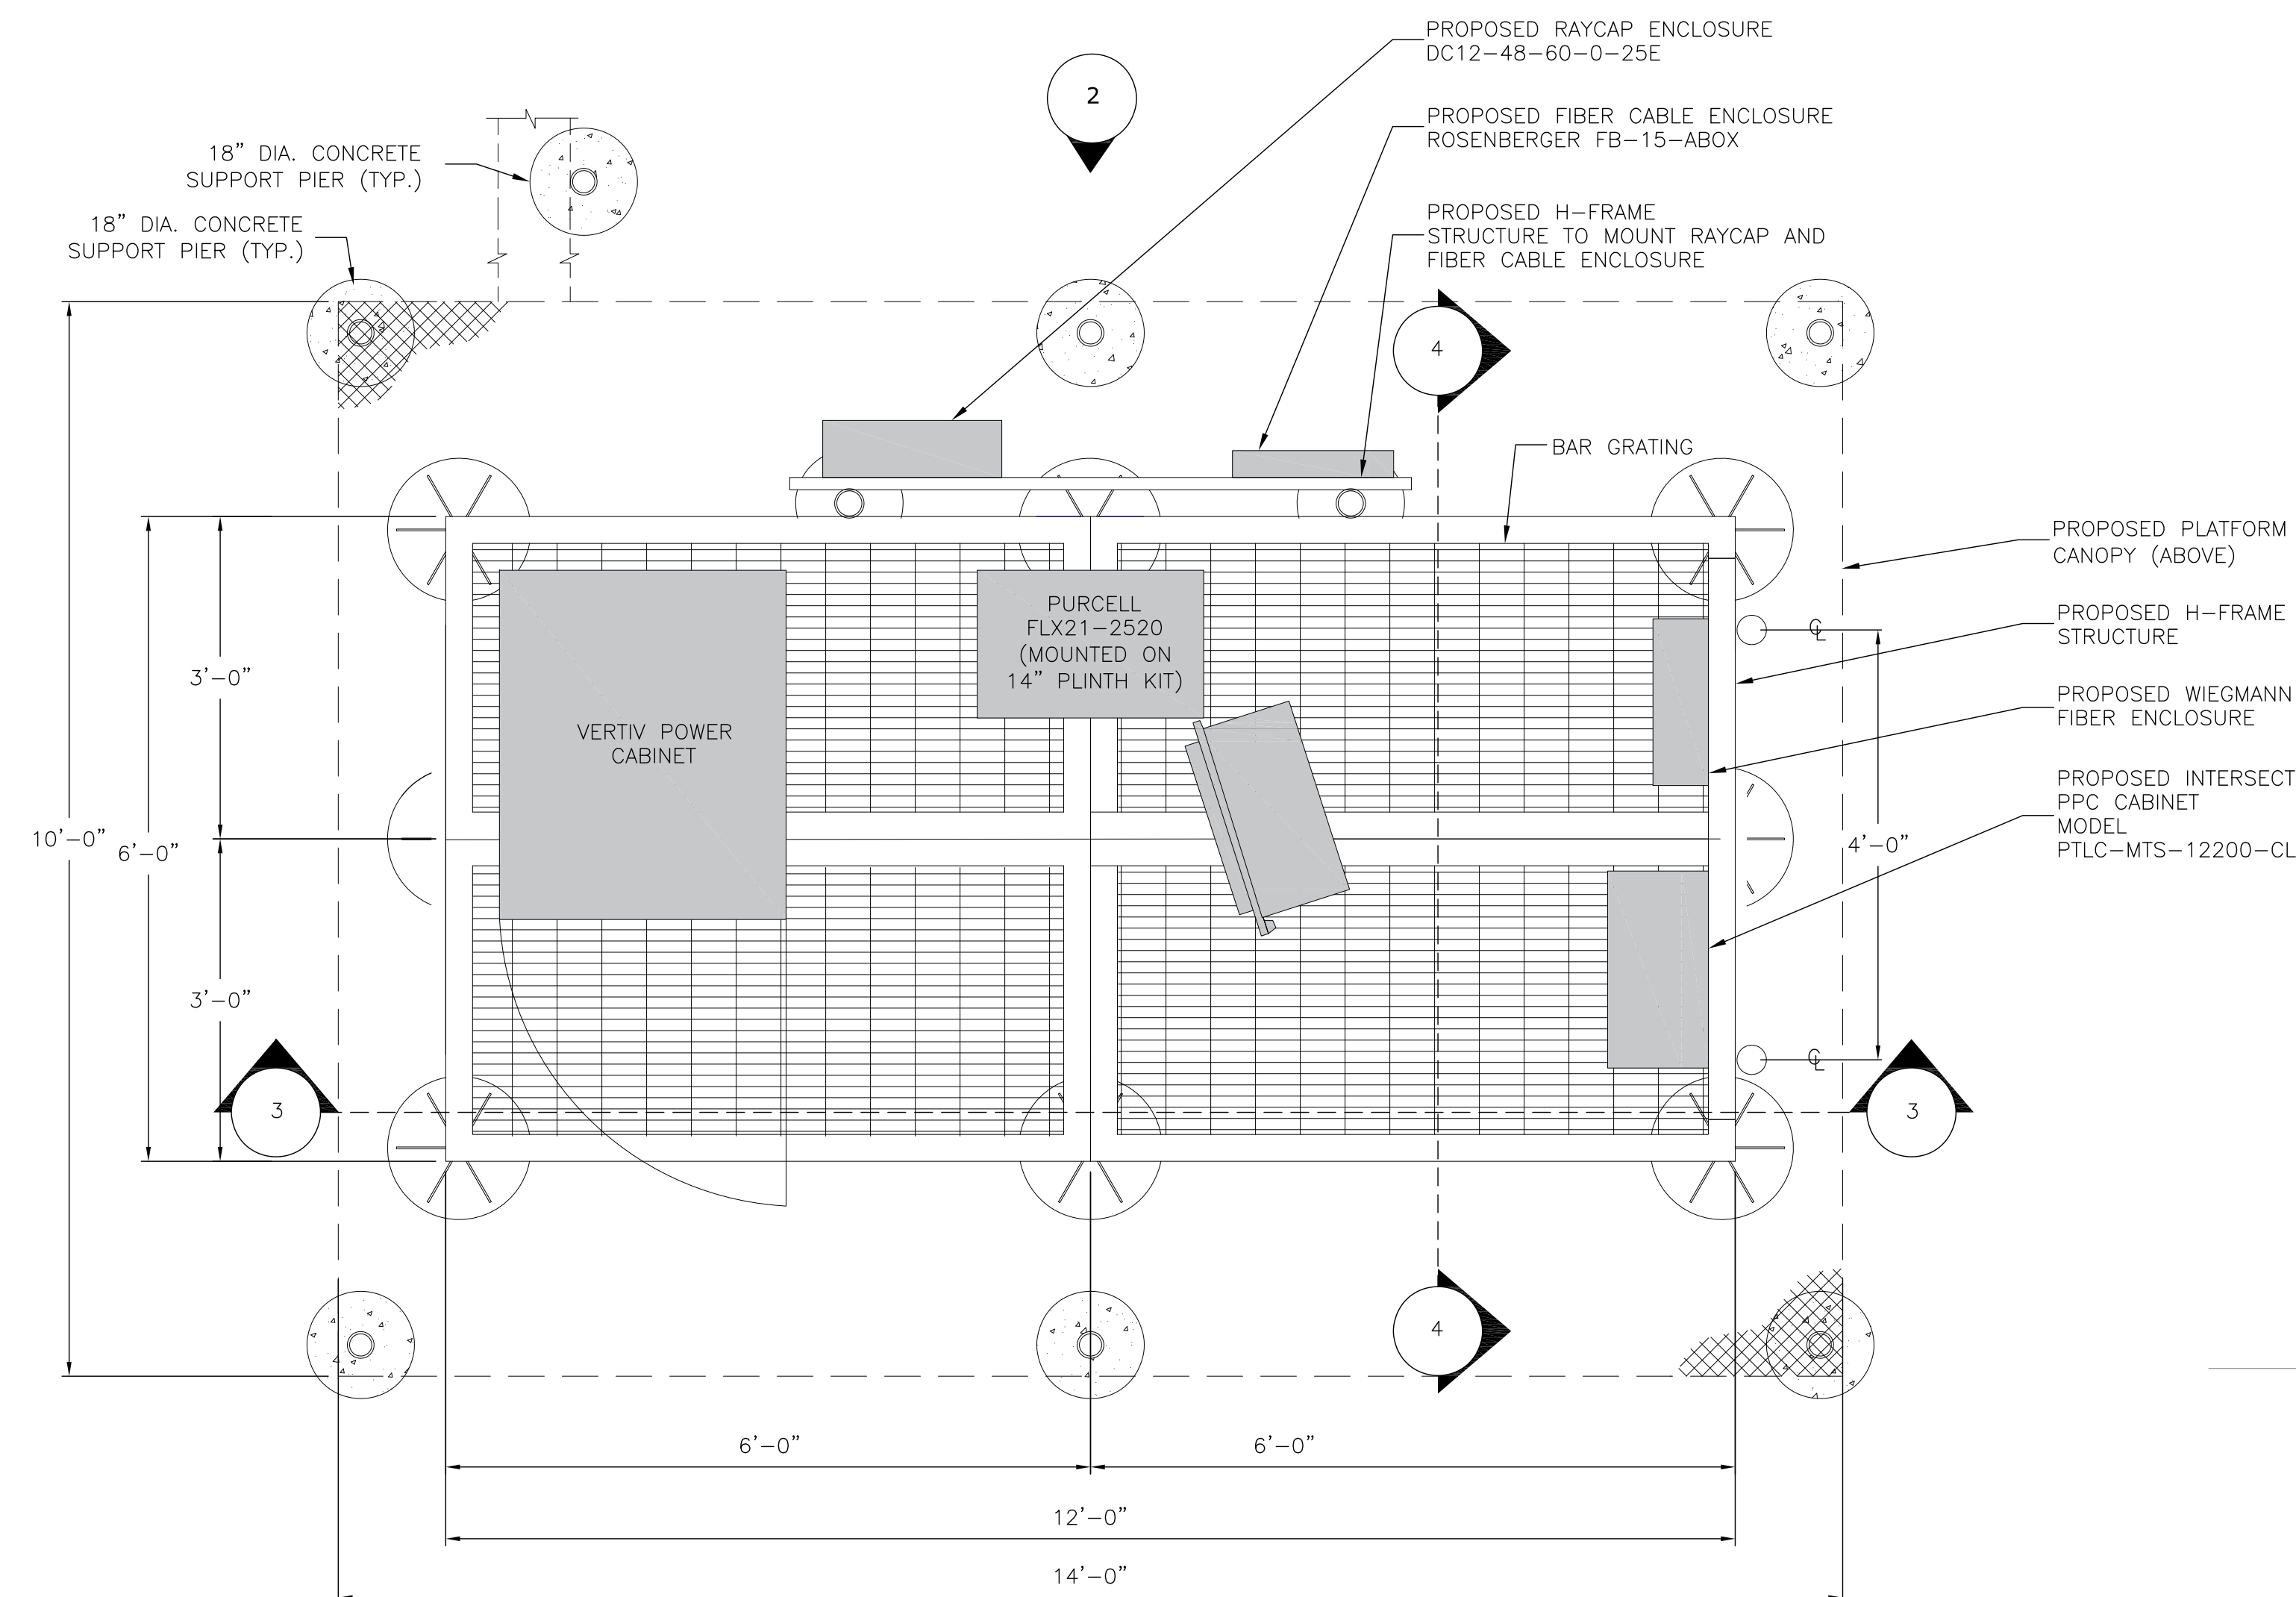 PROPOSED RAYCAP ENCLOSURE
DC12-48-60-0-25E
2
PROPOSED FIBER CABLE ENCLOSURE
ROSENBERGER FB-15-ABOX
18" DIA. CONCRETE
SUPPORT PIER (TYP.)
18" DIA. CONCRETE
SUPPORT PIER (TYP.)
PROPOSED H-FRAME
STRUCTURE TO MOUNT RAYCAP AND
FIBER CABLE ENCLOSURE
4
BAR GRATING
PROPOSED PLATFORM
CANOPY (ABOVE)
PURCELL
FLX21-2520
(MOUNTED ON
14" PLINTH KIT)
PROPOSED H-FRAME
STRUCTURE
3'-0"
VERTIV POWER
CABINET
PROPOSED WIEGMANN
FIBER ENCLOSURE
PROPOSED INTERSECT
PPC CABINET
MODEL
PTLC-MTS-12200-CL
10'-0"
6'-0"
4'-0"
3'-0"
3
3
4
6'-0"
6'-0"
12'-0"
14'-0"